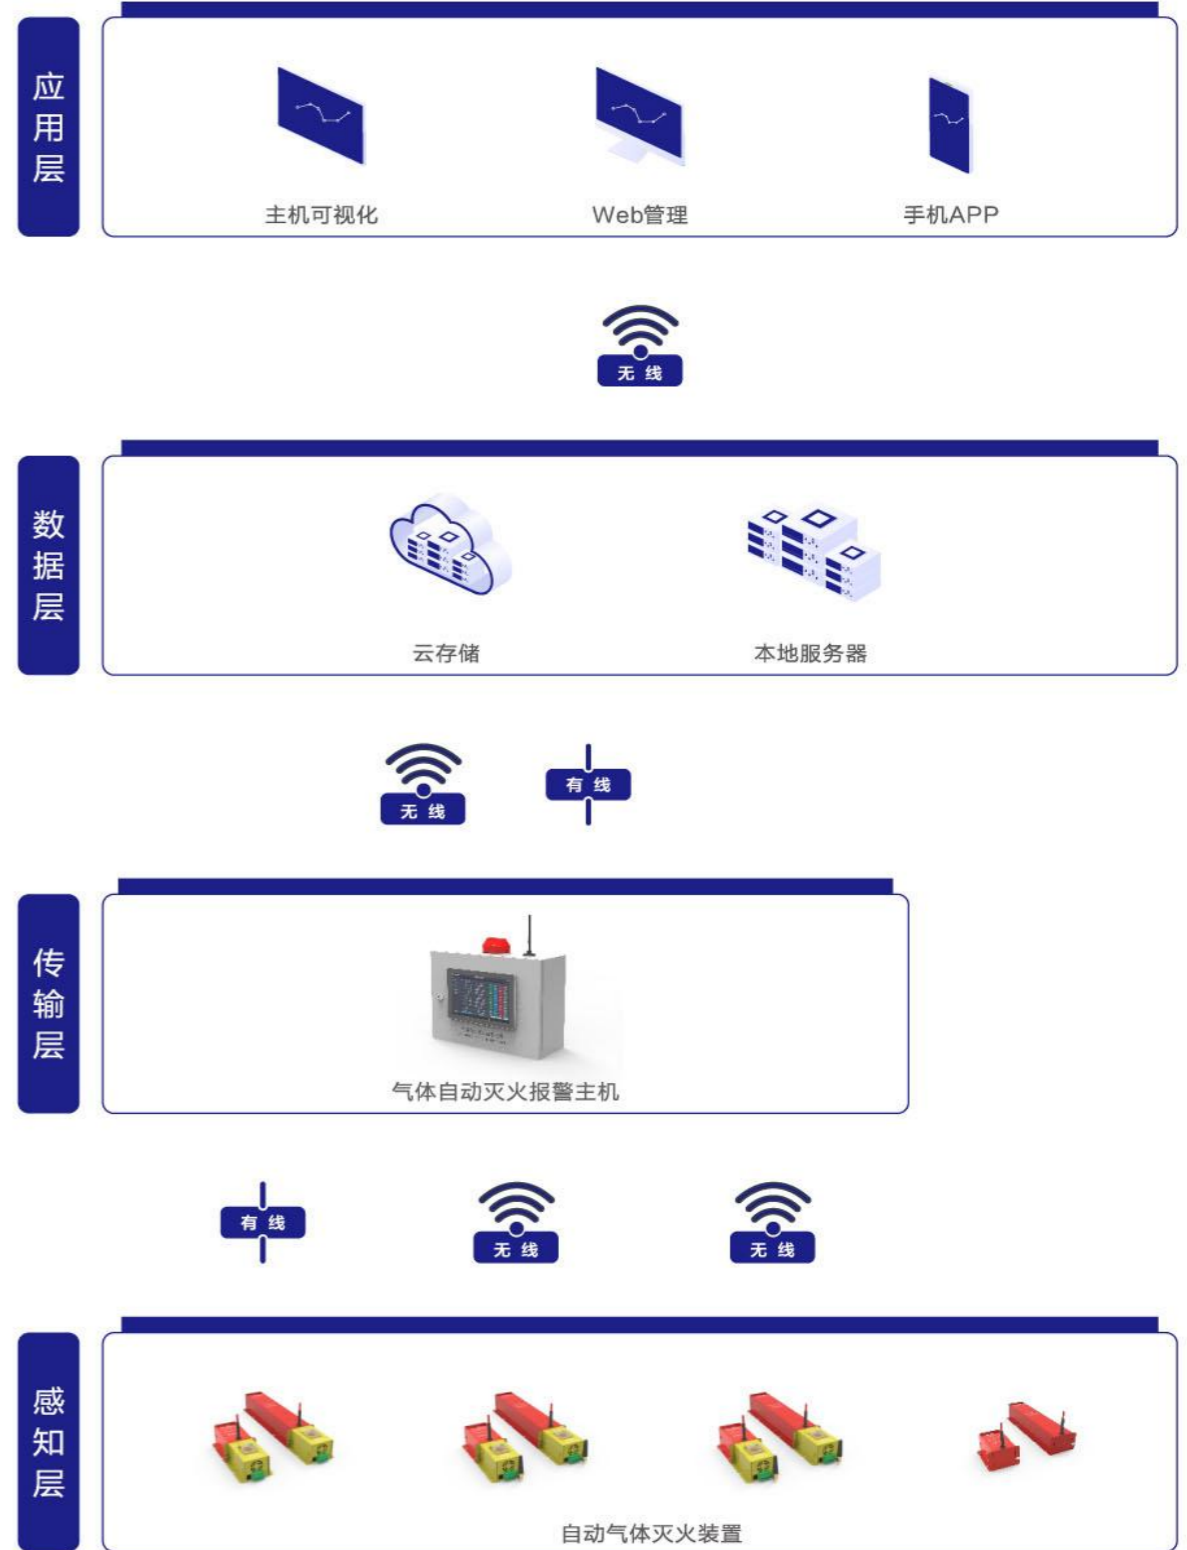 应用层
主机可视化
Web管理
手机APP
无线
数据层
云存储
本地服务器
无线
有线
传输层
气体自动灭火报警主机
有线
无线
无线
感知层
自动气体灭火装置